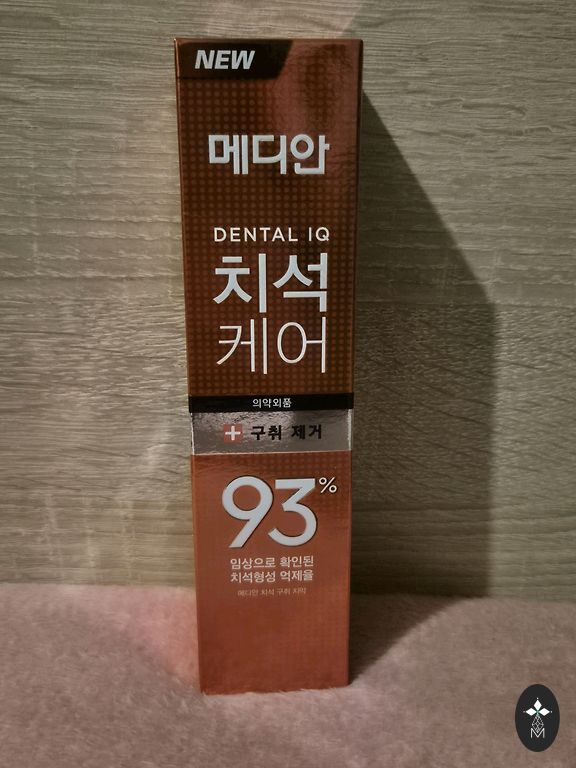 NEW
메디안
DENTAL IQ
치석
케어
의약외품
구취 제거
93%
임상으로 확인된
치석형성 억제율
메디안 치석 구취 치약